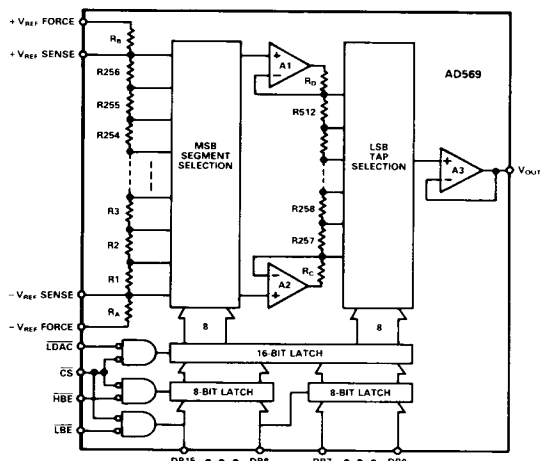 + VREF FORCE
RB
+ VREF SENSE
R256
R255
R254
R3
R2
R1
− VREF SENSE
RA
− VREF FORCE
MSB
SEGMENT
SELECTION
+
−
A1
RD
R512
R258
R257
RC
−
+
A2
LSB
TAP
SELECTION
AD569
+
−
A3
VOUT
8
8
LDAC
CS
HBE
LBE
16-BIT LATCH
8-BIT LATCH
8-BIT LATCH
DB15
DB8
DB7
DB0